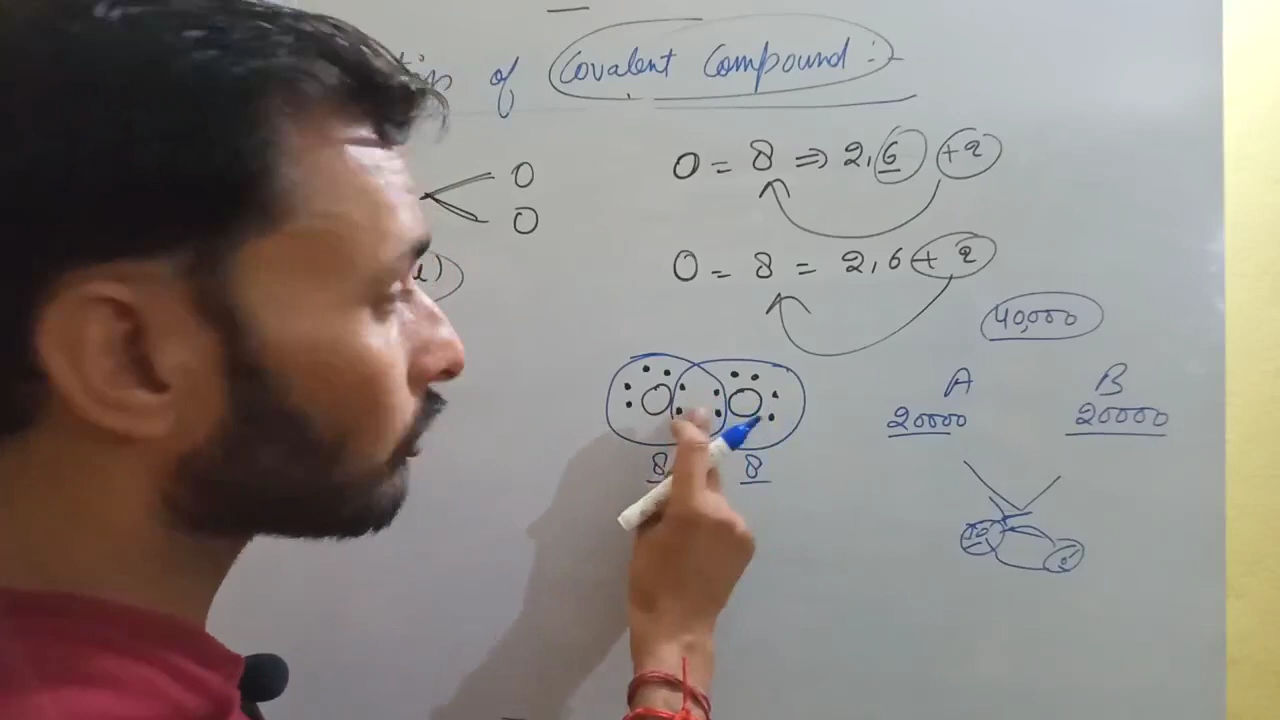 of Covalent Compound :-
O
O
O = 8 ⇒ 2,6 +2
O = 8 = 2,6 + 2
40,000
A B
20000 20000
8 8